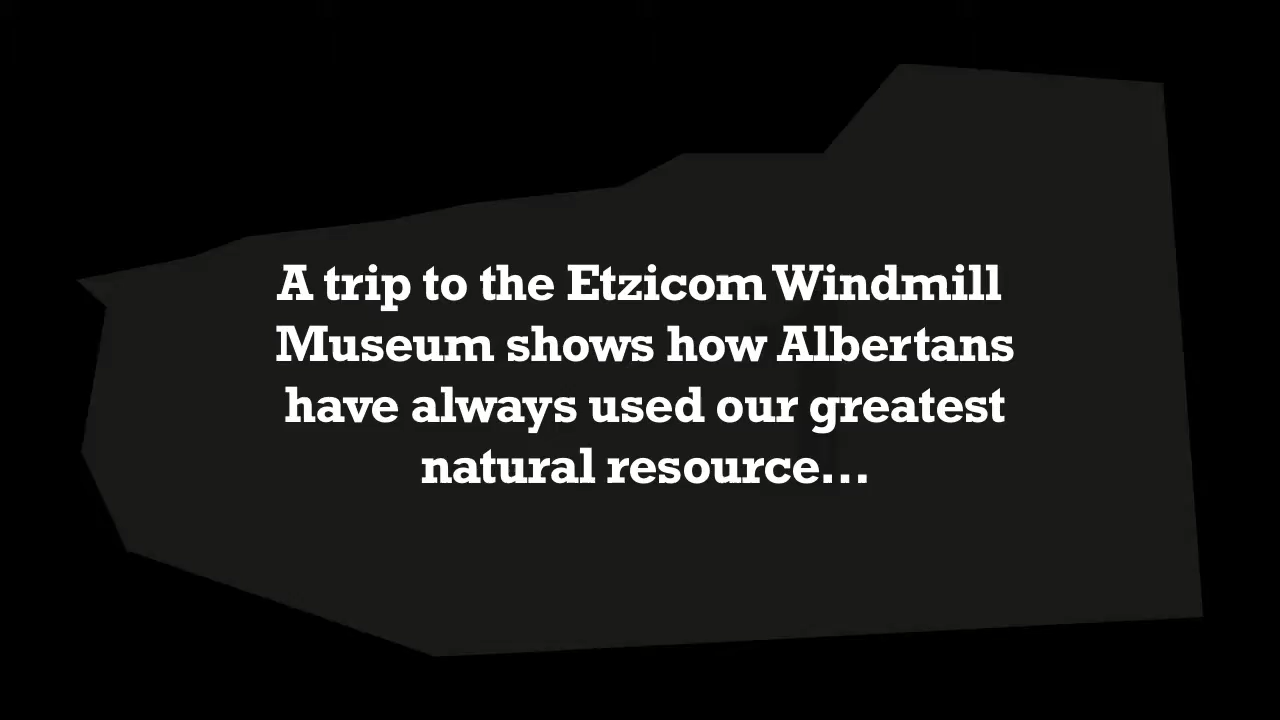 A trip to the Etzicom Windmill
Museum shows how Albertans
have always used our greatest
natural resource...